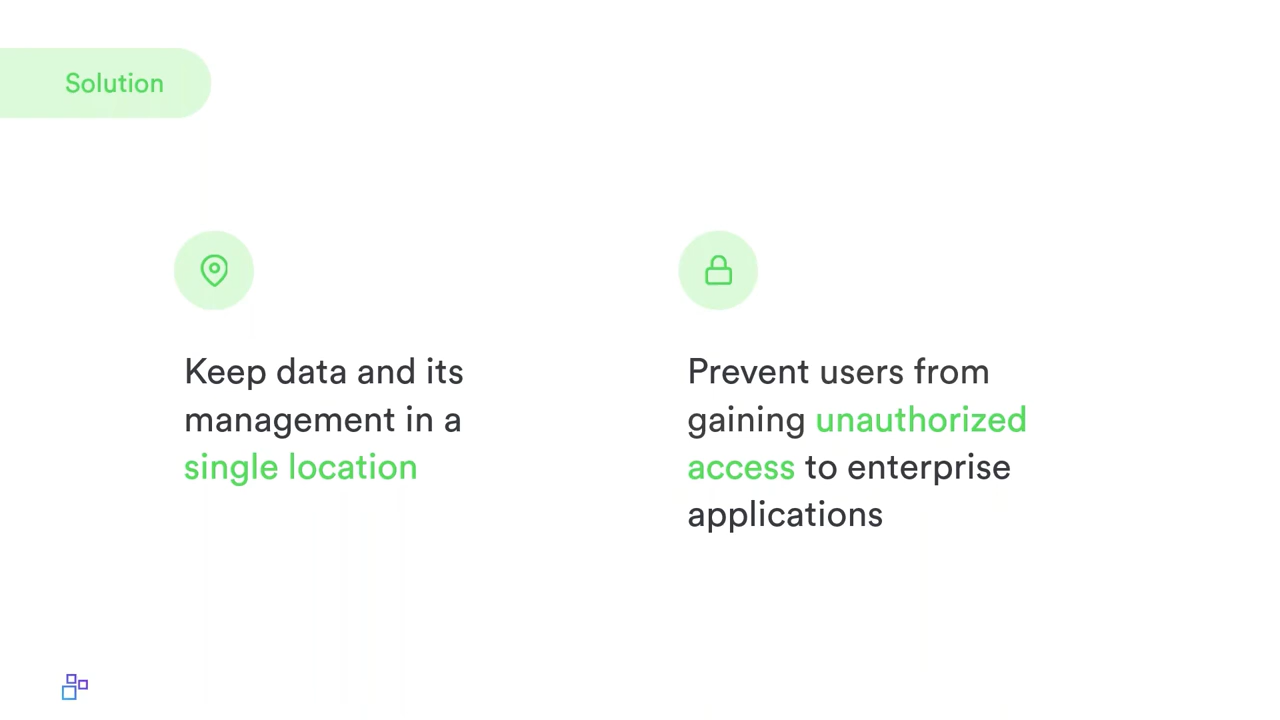 Solution
Keep data and its
management in a
single location
Prevent users from
gaining unauthorized
access to enterprise
applications